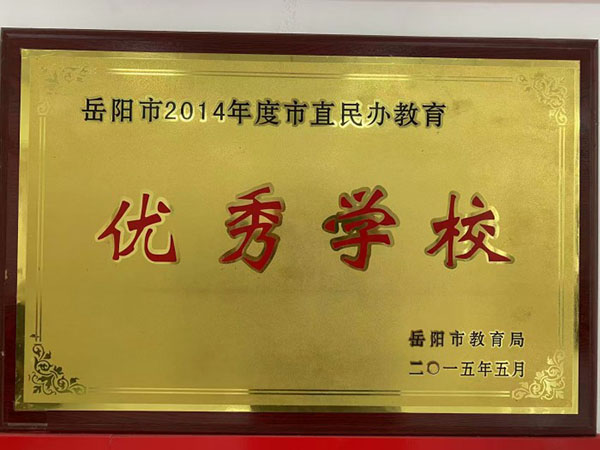 岳阳市2014年度市直民办教育
优秀学校
岳阳市教育局
二〇一五年五月